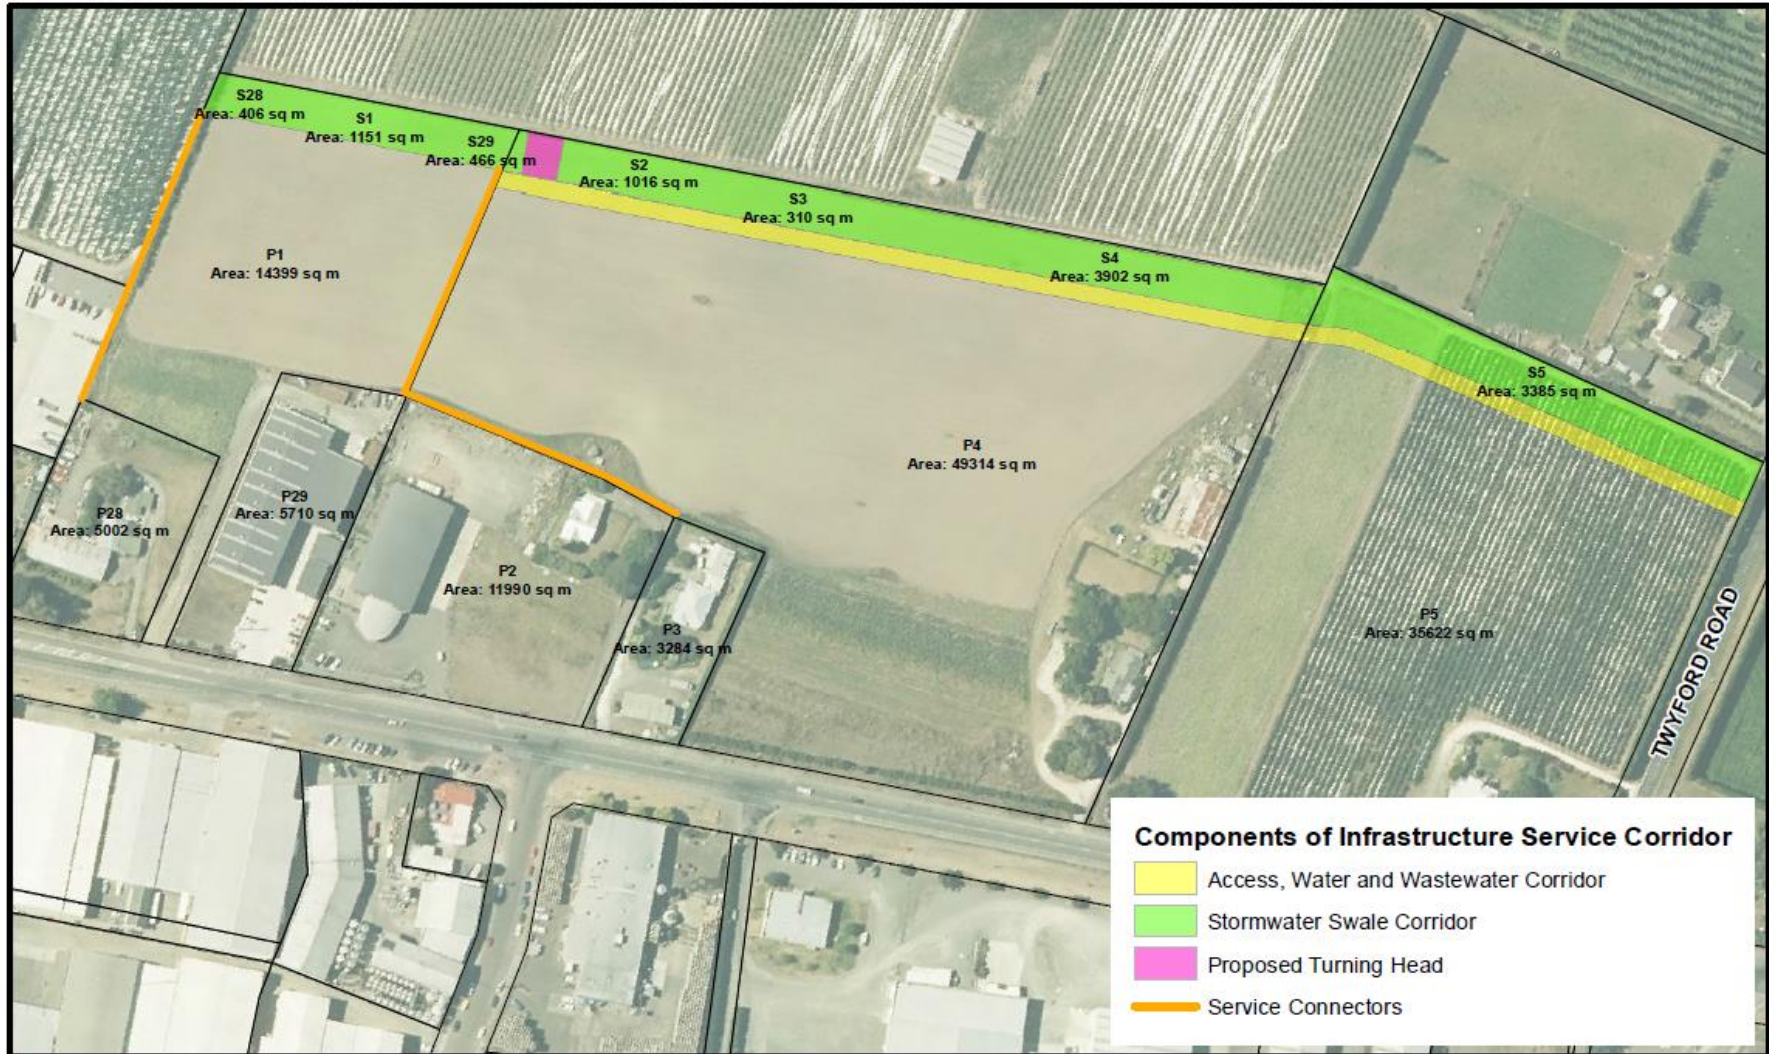 S28
Area: 406 sq m
S1
Area: 1151 sq m
S29
Area: 466 sq m
S2
Area: 1016 sq m
S3
Area: 310 sq m
S4
Area: 3902 sq m
S5
Area: 3385 sq m
P1
Area: 14399 sq m
P4
Area: 49314 sq m
P28
Area: 5002 sq m
P29
Area: 5710 sq m
P2
Area: 11990 sq m
P3
Area: 3284 sq m
P5
Area: 35622 sq m
TWYFORD ROAD
Components of Infrastructure Service Corridor
Access, Water and Wastewater Corridor
Stormwater Swale Corridor
Proposed Turning Head
Service Connectors